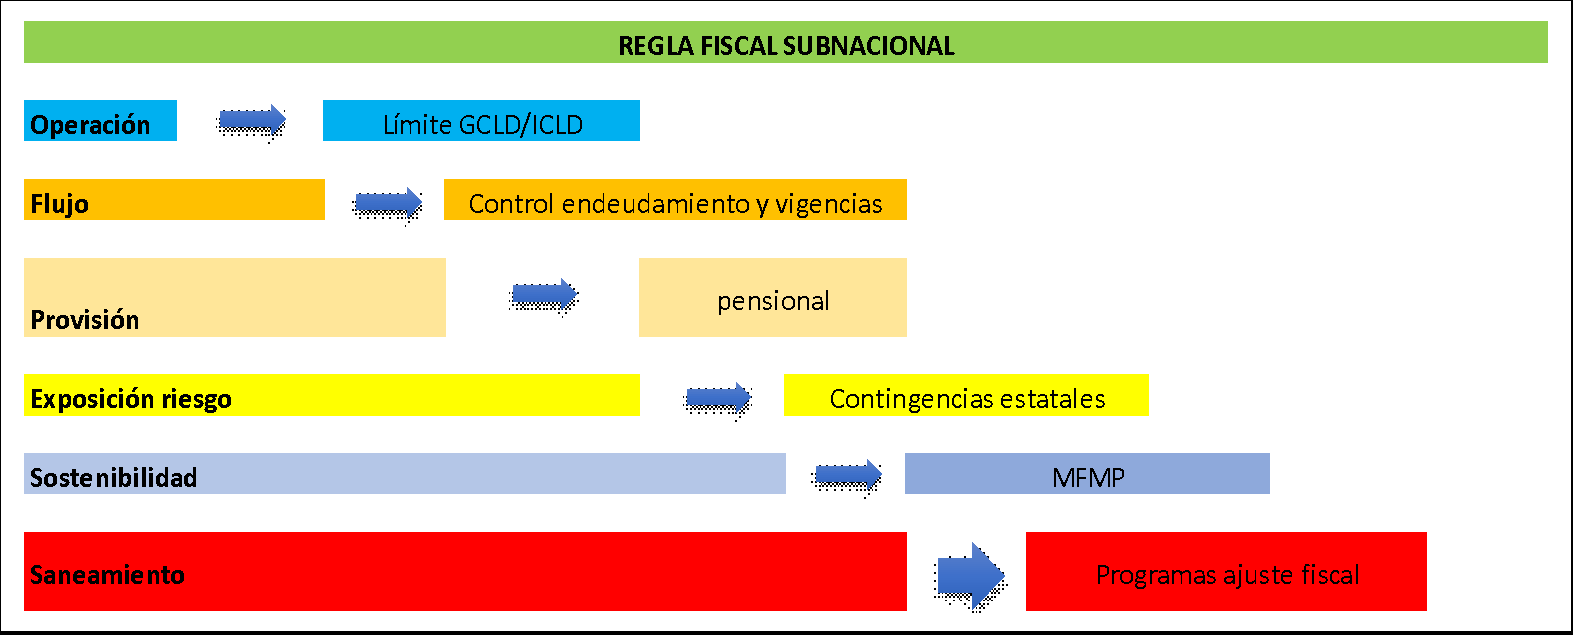 REGLA FISCAL SUBNACIONAL
Operación
Límite GCLD/ICLD
Flujo
Control endeudamiento y vigencias
Provisión
pensional
Exposición riesgo
Contingencias estatales
Sostenibilidad
MFMP
Saneamiento
Programas ajuste fiscal